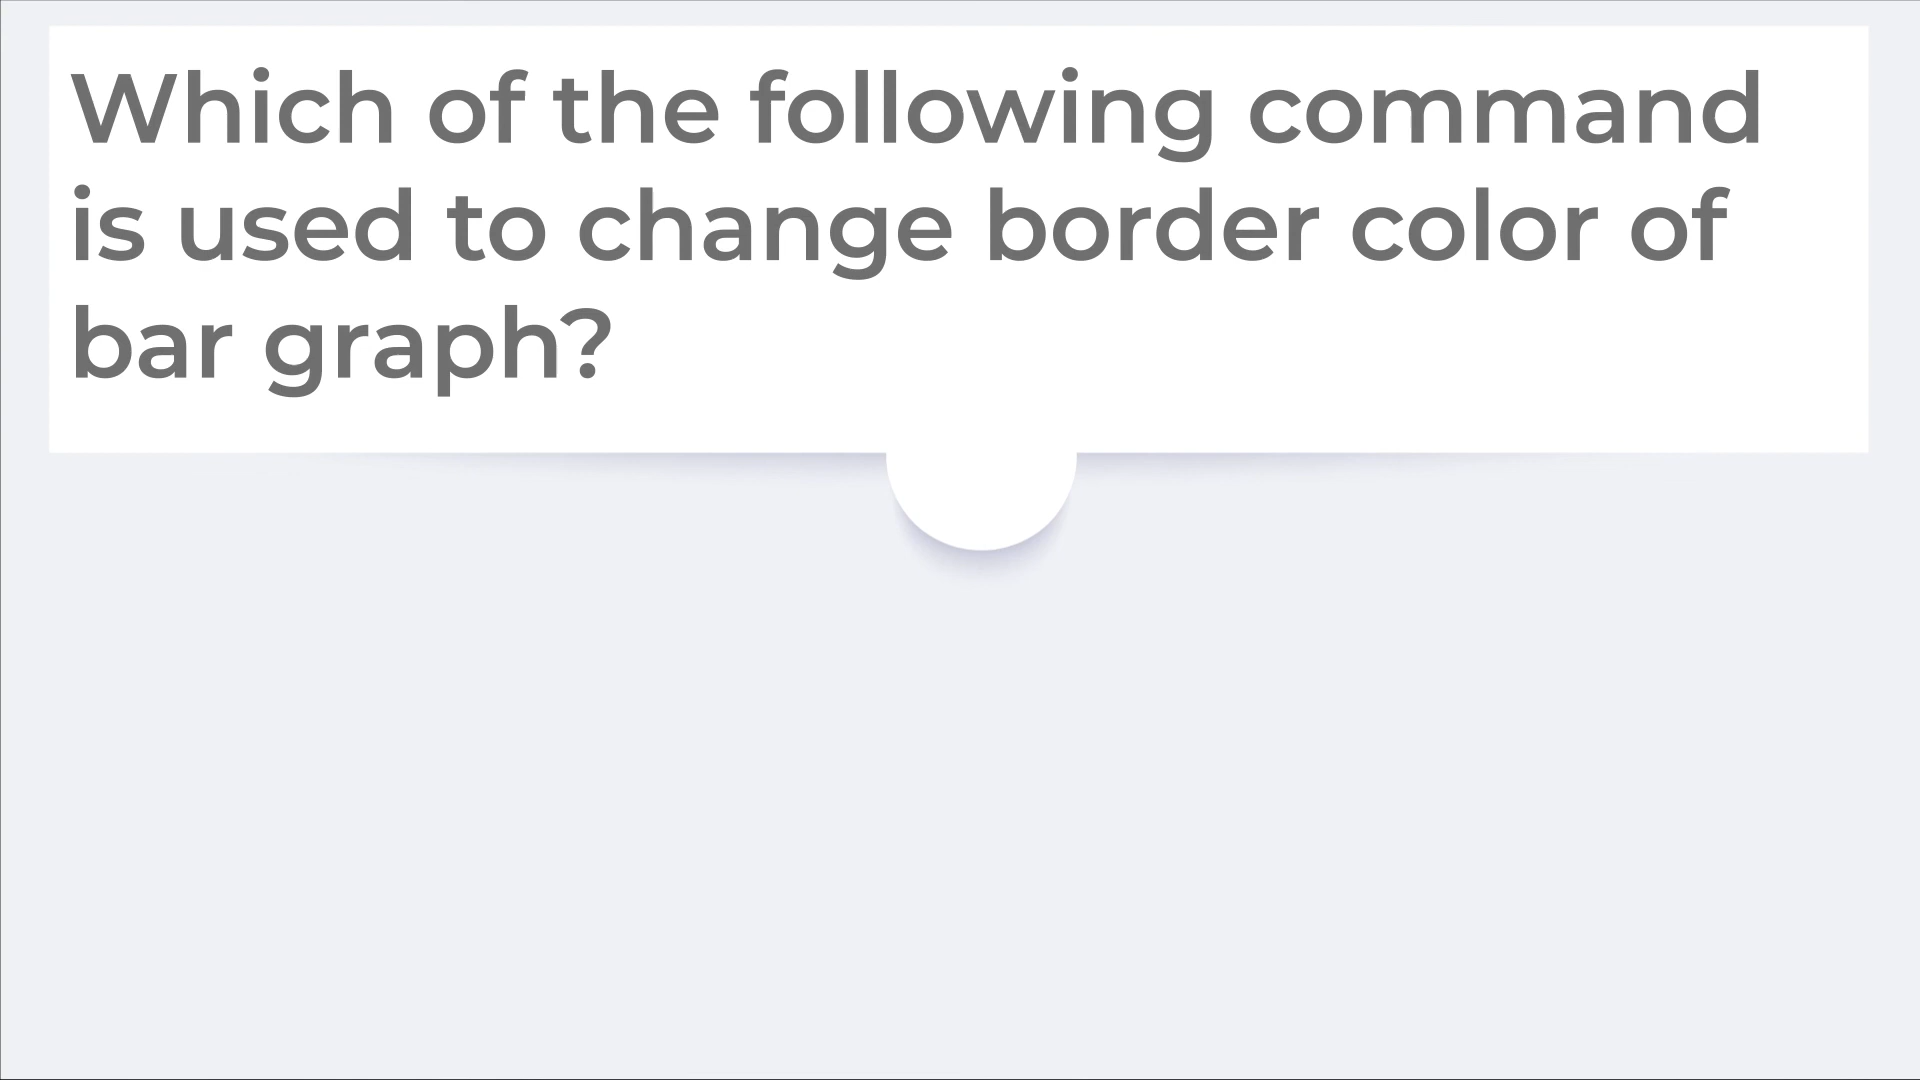 Which of the following command
is used to change border color of
bar graph?